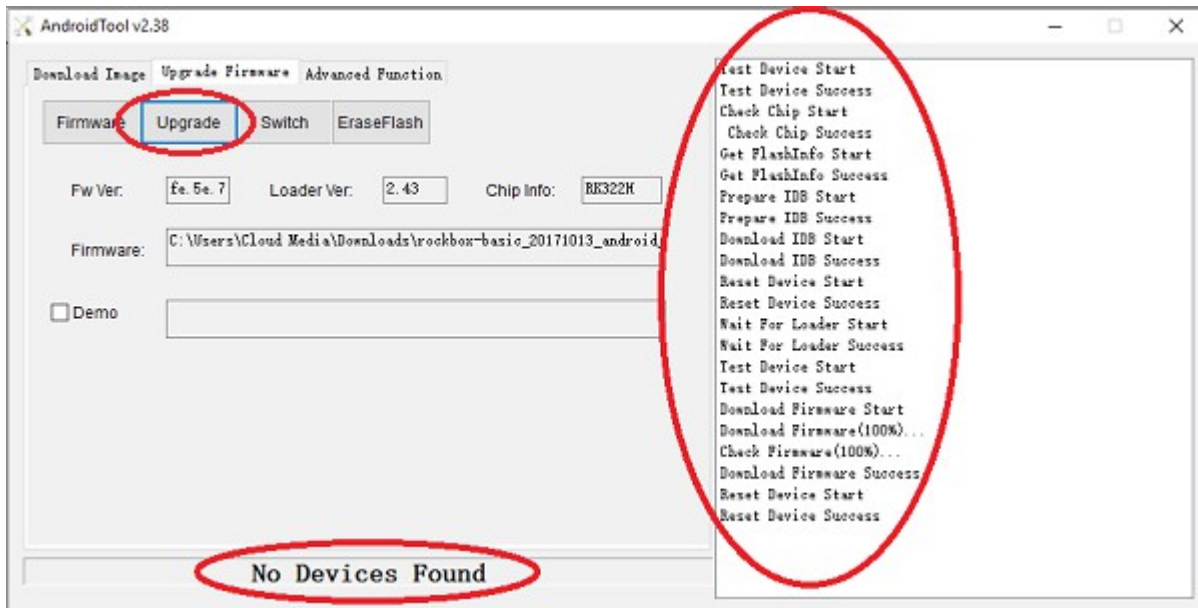 AndroidTool v2.38
Download Image Upgrade Firmware Advanced Function
Firmware Upgrade Switch EraseFlash
Fw Ver: fe.5e.7 Loader Ver: 2.43 Chip Info: RK322H
Firmware: C:\Users\Cloud Media\Downloads\rockbox-basic_20171013_android_
Demo
No Devices Found
Test Device Start
Test Device Success
Check Chip Start
Check Chip Success
Get FlashInfo Start
Get FlashInfo Success
Prepare IDB Start
Prepare IDB Success
Download IDB Start
Download IDB Success
Reset Device Start
Reset Device Success
Wait For Loader Start
Wait For Loader Success
Test Device Start
Test Device Success
Download Firmware Start
Download Firmware(100%)...
Check Firmware(100%)...
Download Firmware Success
Reset Device Start
Reset Device Success